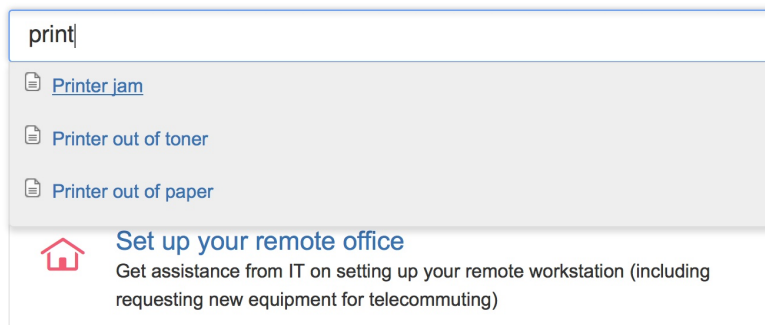 print
Printer jam
Printer out of toner
Printer out of paper
Set up your remote office
Get assistance from IT on setting up your remote workstation (including
requesting new equipment for telecommuting)